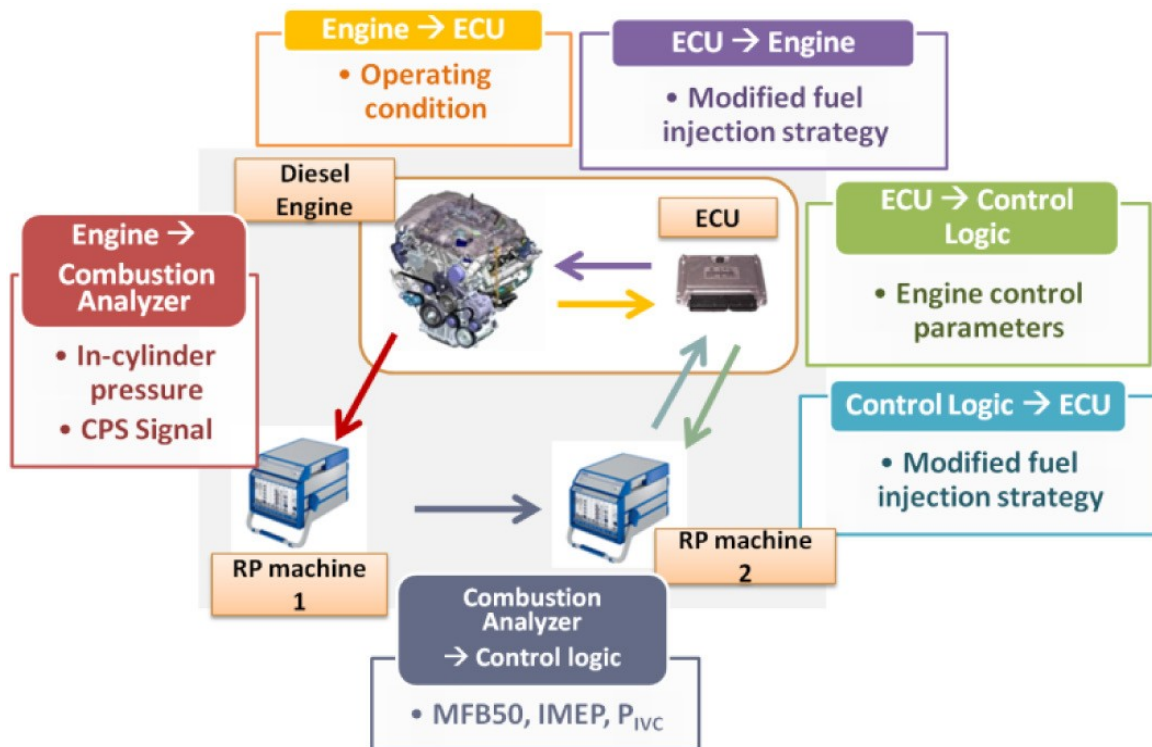 Engine → ECU
• Operating
condition
ECU → Engine
• Modified fuel
injection strategy
Diesel
Engine
ECU
Engine →
Combustion
Analyzer
• In-cylinder
pressure
• CPS Signal
ECU → Control
Logic
• Engine control
parameters
Control Logic → ECU
• Modified fuel
injection strategy
RP machine
1
RP machine
2
Combustion
Analyzer
→ Control logic
• MFB50, IMEP, P_IVC